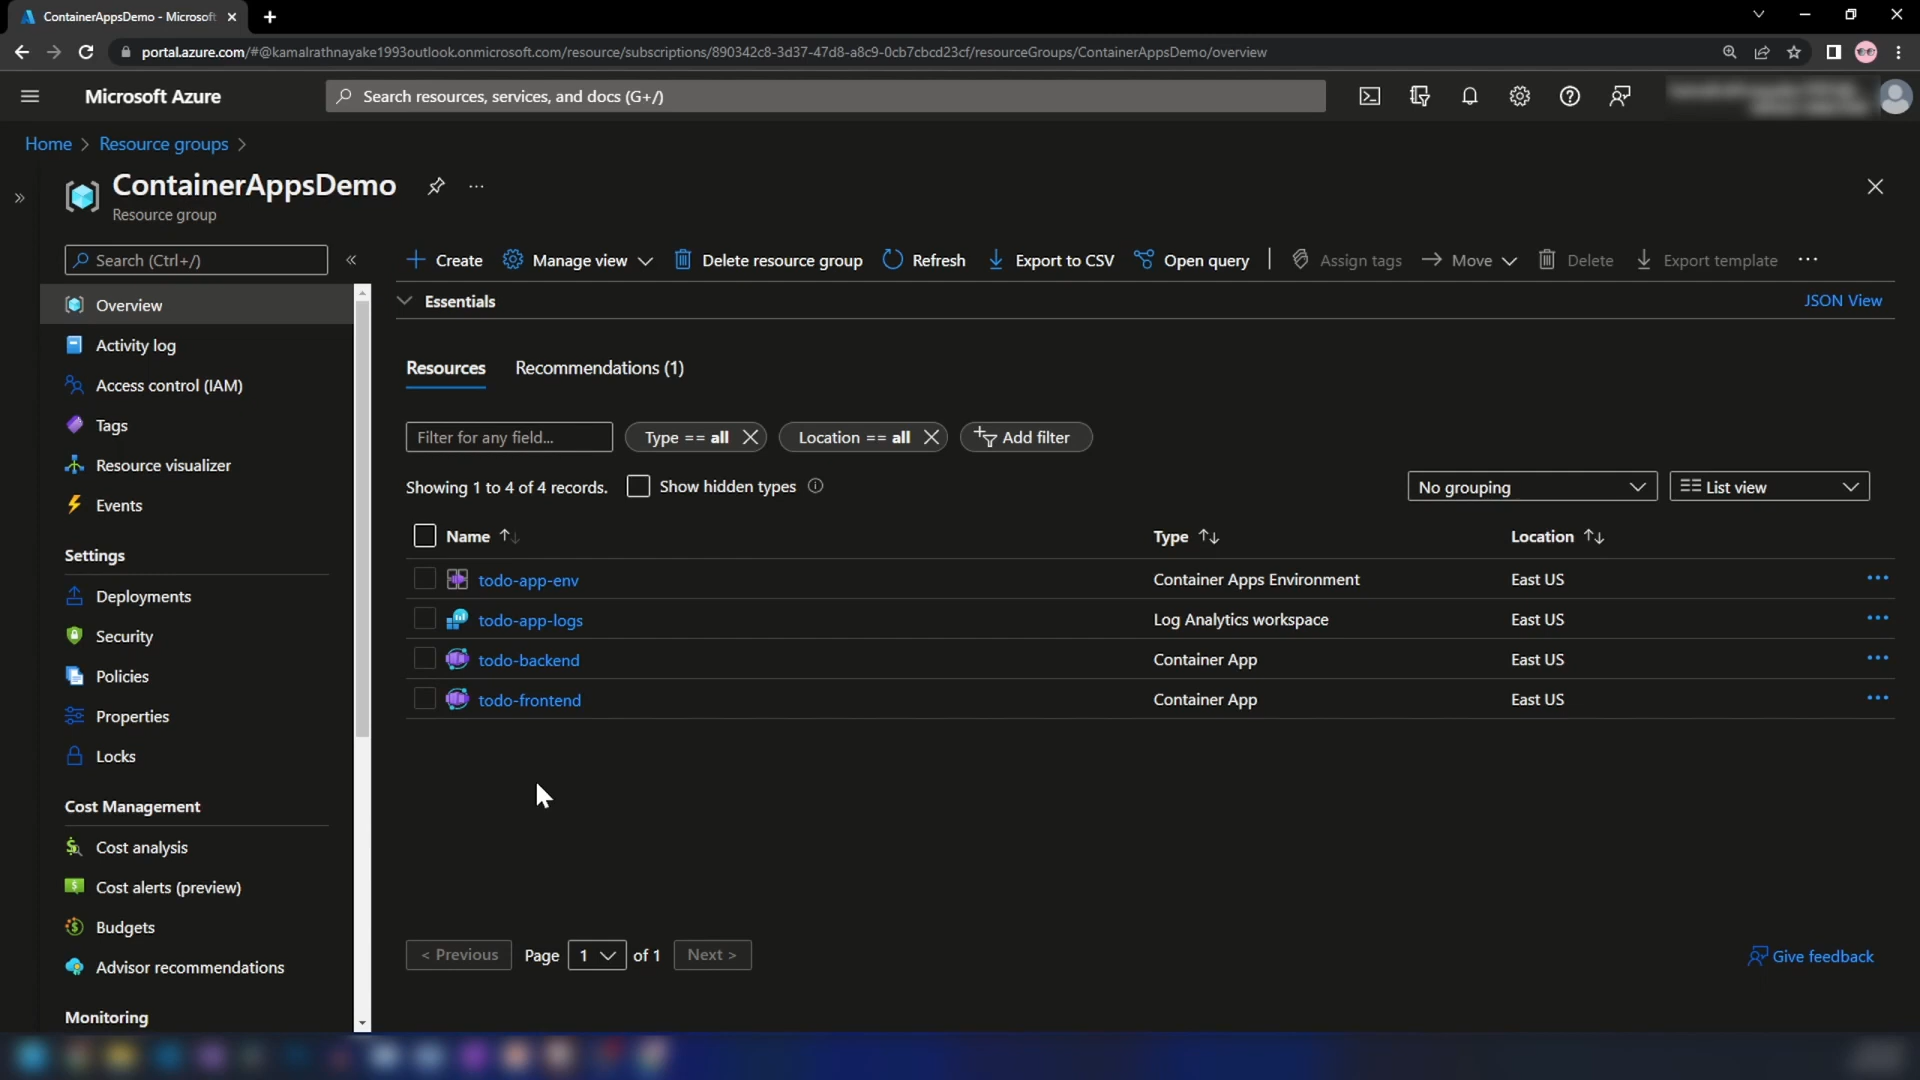 ContainerAppsDemo - Microsoft
portal.azure.com/#@kamalrathnayake1993outlook.onmicrosoft.com/resource/subscriptions/890342c8-3d37-47d8-a8c9-0cb7cbcd23cf/resourceGroups/ContainerAppsDemo/overview
Microsoft Azure
Search resources, services, and docs (G+/)
Home > Resource groups >
ContainerAppsDemo
Resource group
Search (Ctrl+/)
Create Manage view Delete resource group Refresh Export to CSV Open query Assign tags Move Delete Export template
Essentials JSON View
Overview
Activity log
Access control (IAM)
Tags
Resource visualizer
Events
Settings
Deployments
Security
Policies
Properties
Locks
Cost Management
Cost analysis
Cost alerts (preview)
Budgets
Advisor recommendations
Monitoring
Resources Recommendations (1)
Filter for any field... Type == all Location == all Add filter
Showing 1 to 4 of 4 records. Show hidden types No grouping List view
Name Type Location
todo-app-env Container Apps Environment East US
todo-app-logs Log Analytics workspace East US
todo-backend Container App East US
todo-frontend Container App East US
< Previous Page 1 of 1 Next >
Give feedback